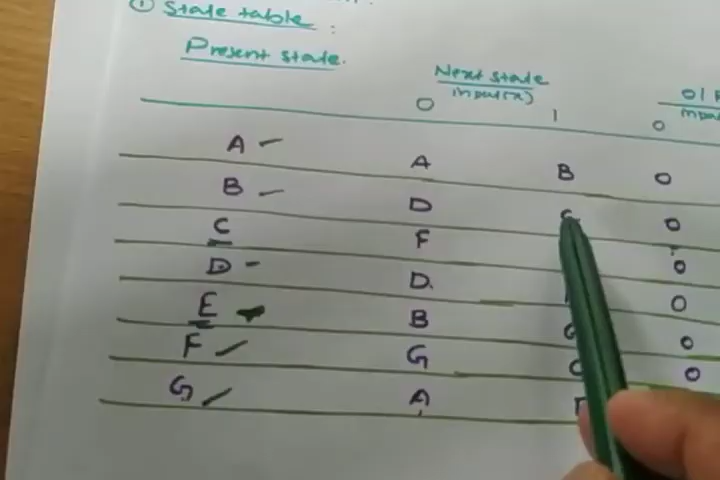 ① State table :
Present state.
Next state
input(x)
0 1 0
A A B 0
B D 0
C F 0
D D. 0
E B 0
F G 0
G A